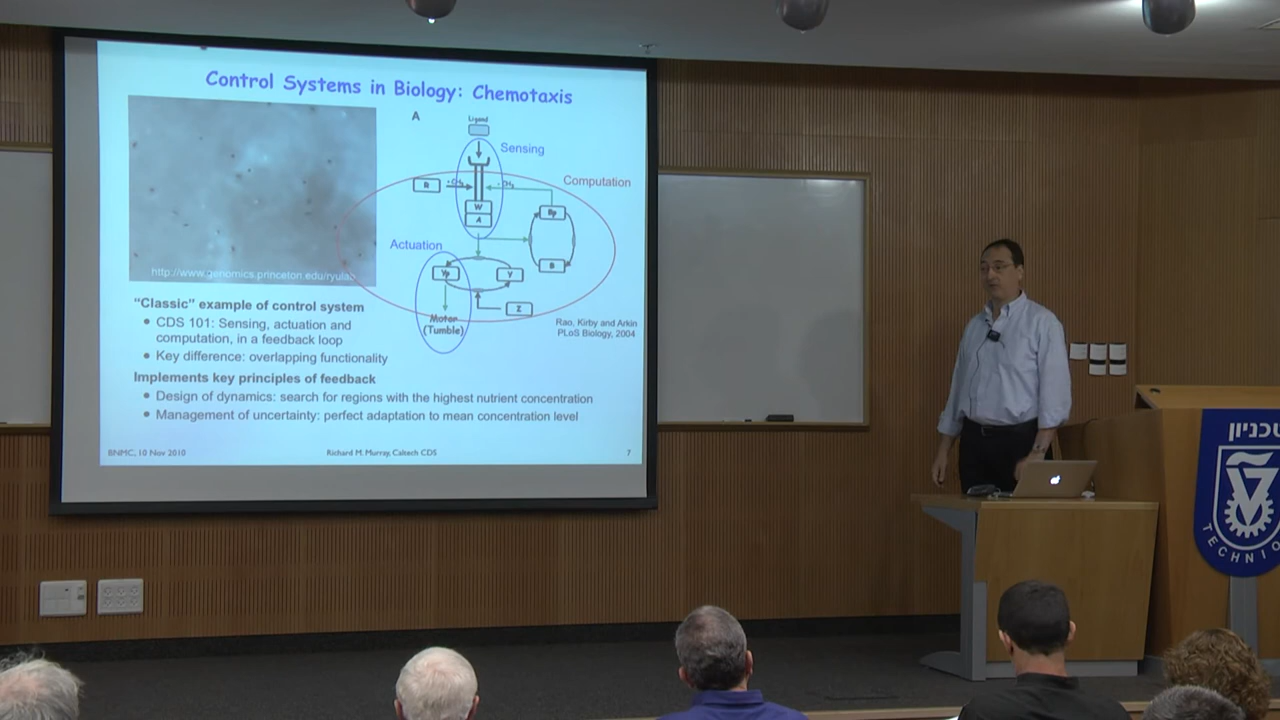 Control Systems in Biology: Chemotaxis
A
Ligand
Sensing
Computation
R
+CH3
-CH3
W
A
Bp
Actuation
B
Yp
Y
Z
Motor
(Tumble)
http://www.genomics.princeton.edu/ryulab
Rao, Kirby and Arkin
PLoS Biology, 2004
“Classic” example of control system
• CDS 101: Sensing, actuation and
computation, in a feedback loop
• Key difference: overlapping functionality
Implements key principles of feedback
• Design of dynamics: search for regions with the highest nutrient concentration
• Management of uncertainty: perfect adaptation to mean concentration level
BNMC, 10 Nov 2010
Richard M. Murray, Caltech CDS
7
טכניון
TECHNIO